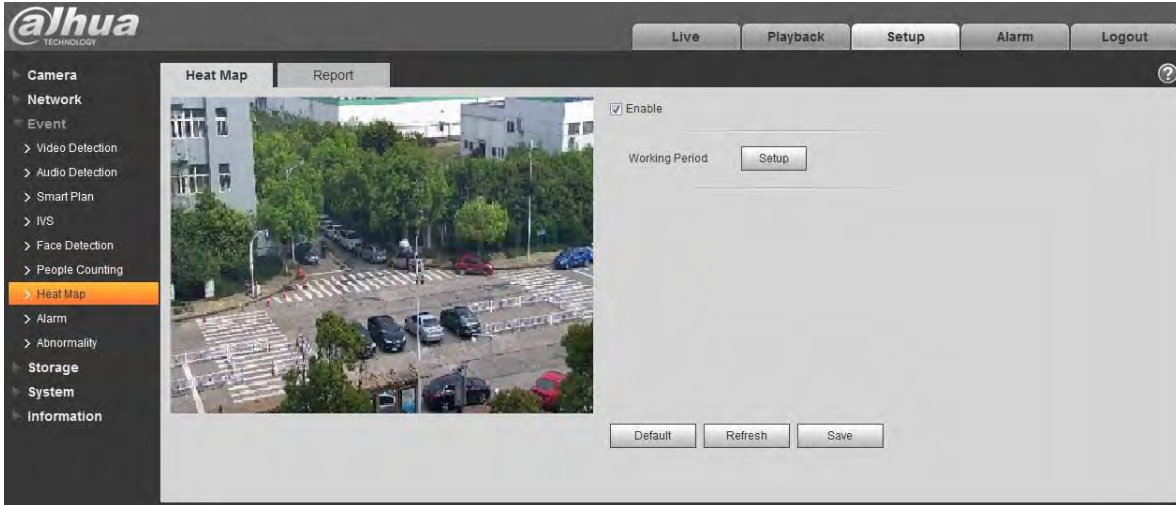 alhua
TECHNOLOGY
Live
Playback
Setup
Alarm
Logout
Camera
Network
Event
> Video Detection
> Audio Detection
> Smart Plan
> IVS
> Face Detection
> People Counting
> Heat Map
> Alarm
> Abnormality
Storage
System
Information
Heat Map
Report
?
Enable
Working Period
Setup
Default
Refresh
Save